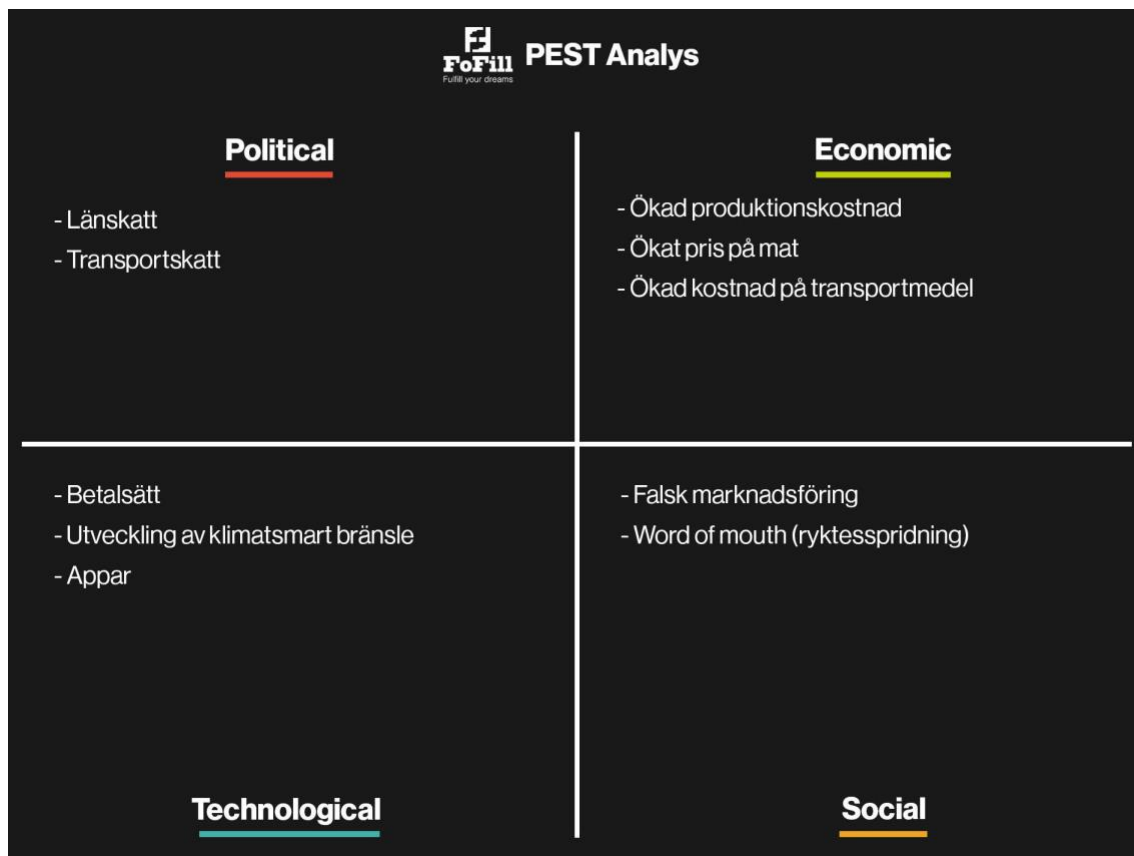 FoFill
Fulfill your dreams
PEST Analys
Political
- Länskatt
- Transportskatt
Economic
- Ökad produktionskostnad
- Ökat pris på mat
- Ökad kostnad på transportmedel
- Betalsätt
- Utveckling av klimatsmart bränsle
- Appar
Technological
- Falsk marknadsföring
- Word of mouth (ryktesspridning)
Social